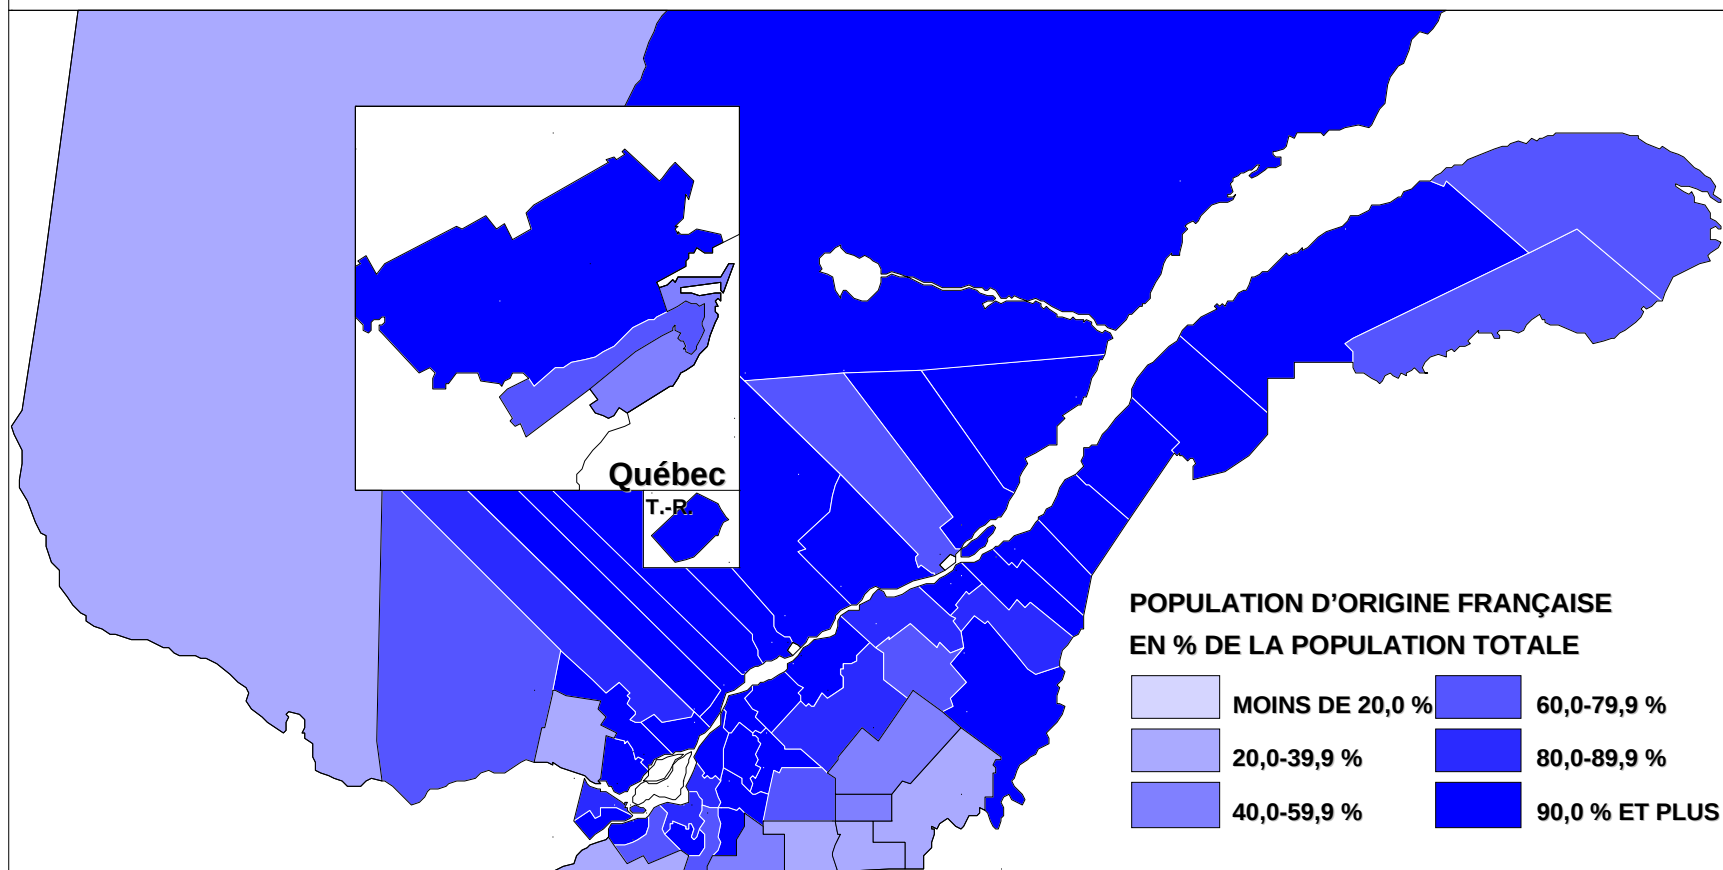 Québec
T.-R.
POPULATION D’ORIGINE FRANÇAISE
EN % DE LA POPULATION TOTALE
MOINS DE 20,0 %
60,0-79,9 %
20,0-39,9 %
80,0-89,9 %
40,0-59,9 %
90,0 % ET PLUS